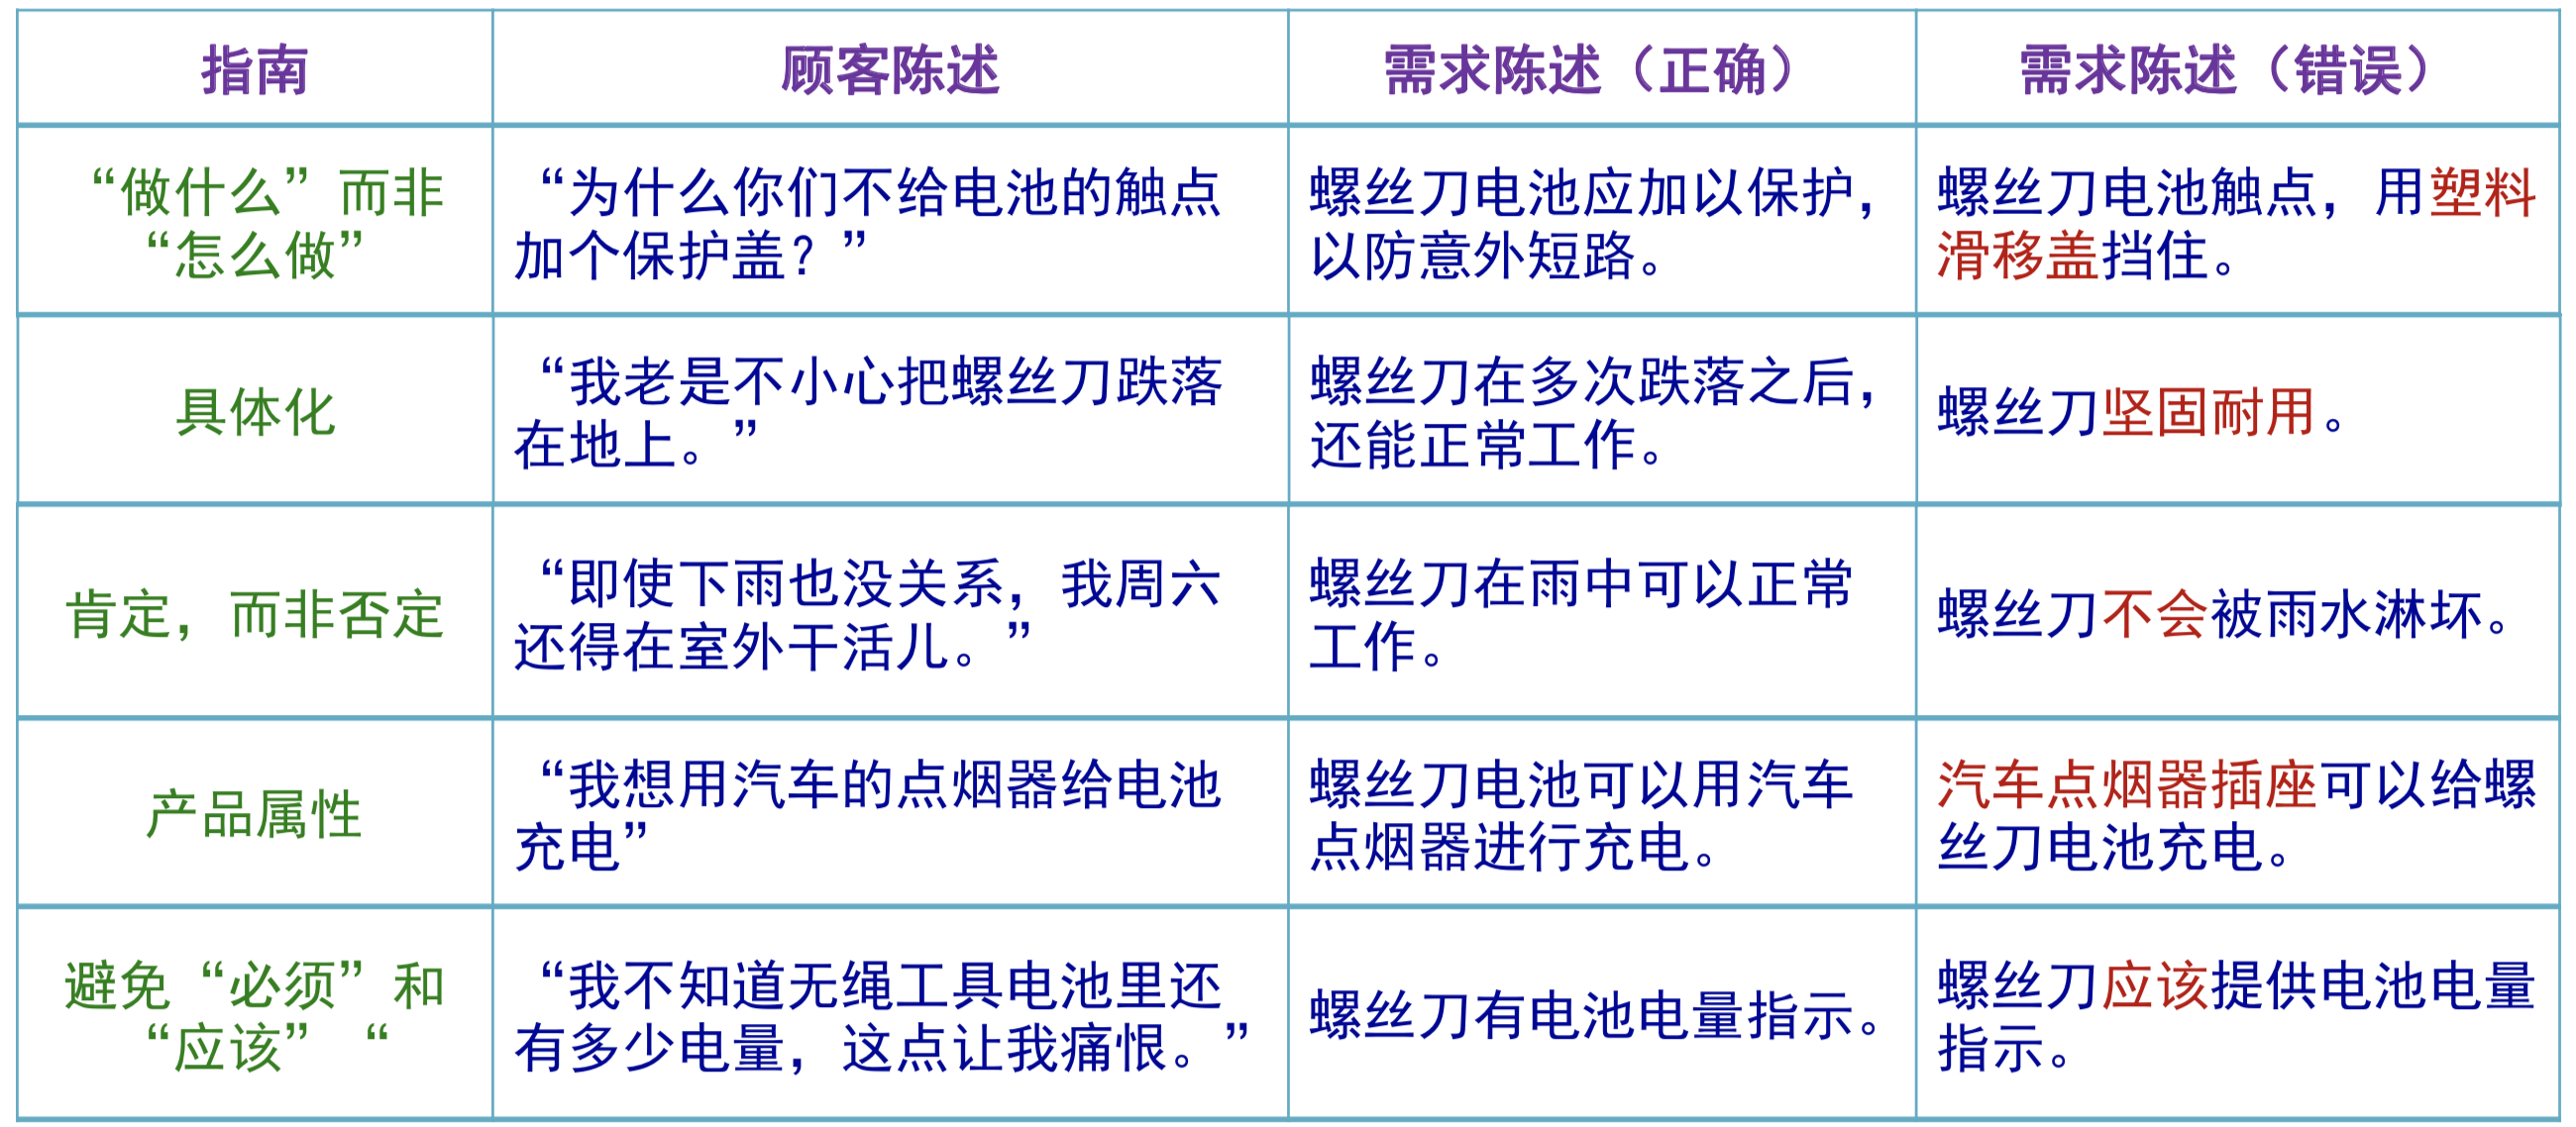 指南
顾客陈述
需求陈述（正确）
需求陈述（错误）
“做什么”而非
“怎么做”
“为什么你们不给电池的触点
加个保护盖？”
螺丝刀电池应加以保护，
以防意外短路。
螺丝刀电池触点，用塑料
滑移盖挡住。
具体化
“我老是不小心把螺丝刀跌落
在地上。”
螺丝刀在多次跌落之后，
还能正常工作。
螺丝刀坚固耐用。
肯定，而非否定
“即使下雨也没关系，我周六
还得在室外干活儿。”
螺丝刀在雨中可以正常
工作。
螺丝刀不会被雨水淋坏。
产品属性
“我想用汽车的点烟器给电池
充电”
螺丝刀电池可以用汽车
点烟器进行充电。
汽车点烟器插座可以给螺
丝刀电池充电。
避免“必须”和
“应该” “
“我不知道无绳工具电池里还
有多少电量，这点让我痛恨。”
螺丝刀有电池电量指示。
螺丝刀应该提供电池电量
指示。